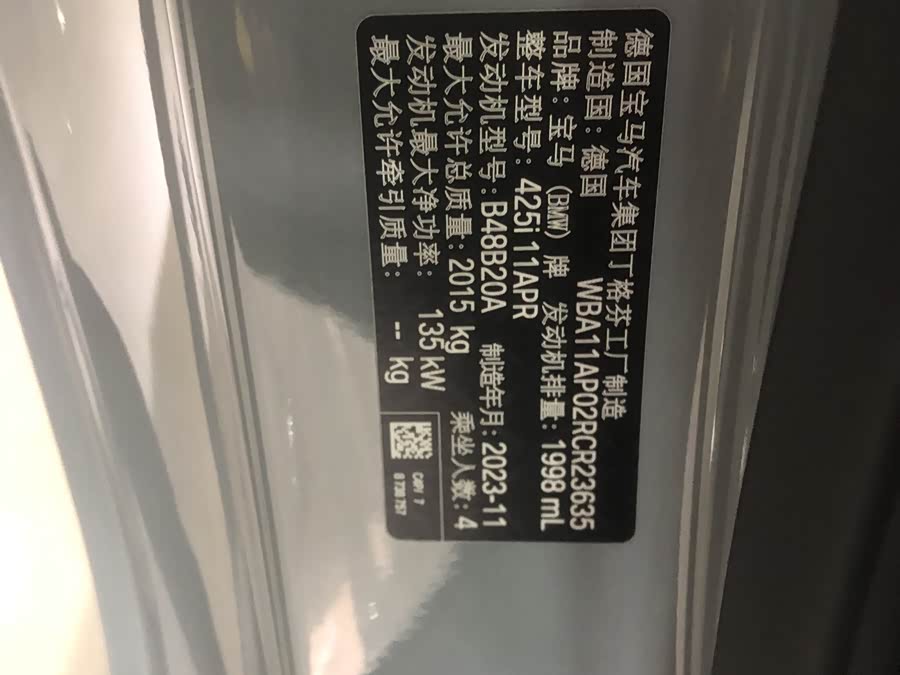 德国宝马汽车集团丁格芬工厂制造
制造国：德国 WBA11AP02RCR23635
品牌：宝马（BMW）牌 发动机排量：1998 mL
整车型号：425i 11APR
发动机型号：B48B20A 制造年月：2023-11
最大允许总质量：2015 kg 乘坐人数：4
发动机最大净功率：135 kW
最大允许牵引质量：-- kg